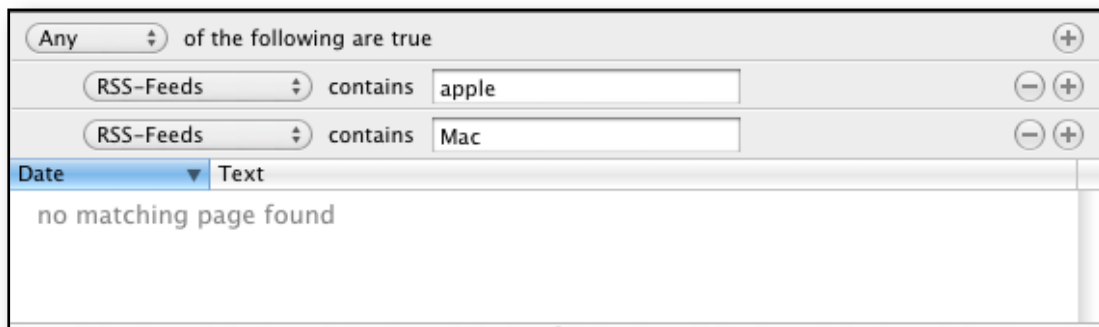 Any of the following are true
RSS-Feeds contains apple
RSS-Feeds contains Mac
Date Text
no matching page found